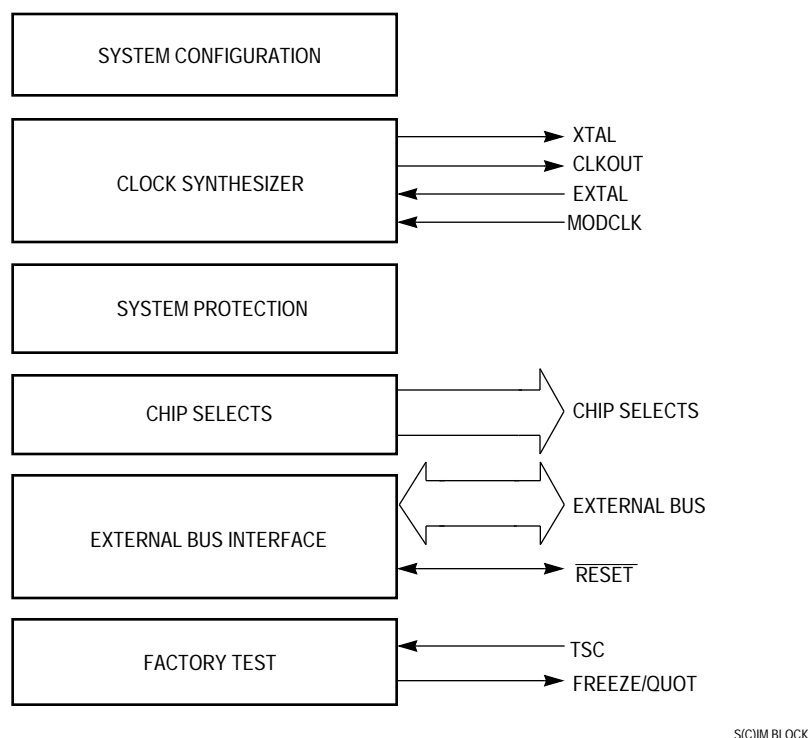 SYSTEM CONFIGURATION
CLOCK SYNTHESIZER
XTAL
CLKOUT
EXTAL
MODCLK
SYSTEM PROTECTION
CHIP SELECTS
CHIP SELECTS
EXTERNAL BUS INTERFACE
EXTERNAL BUS
RESET
FACTORY TEST
TSC
FREEZE/QUOT
S(C)IM BLOCK